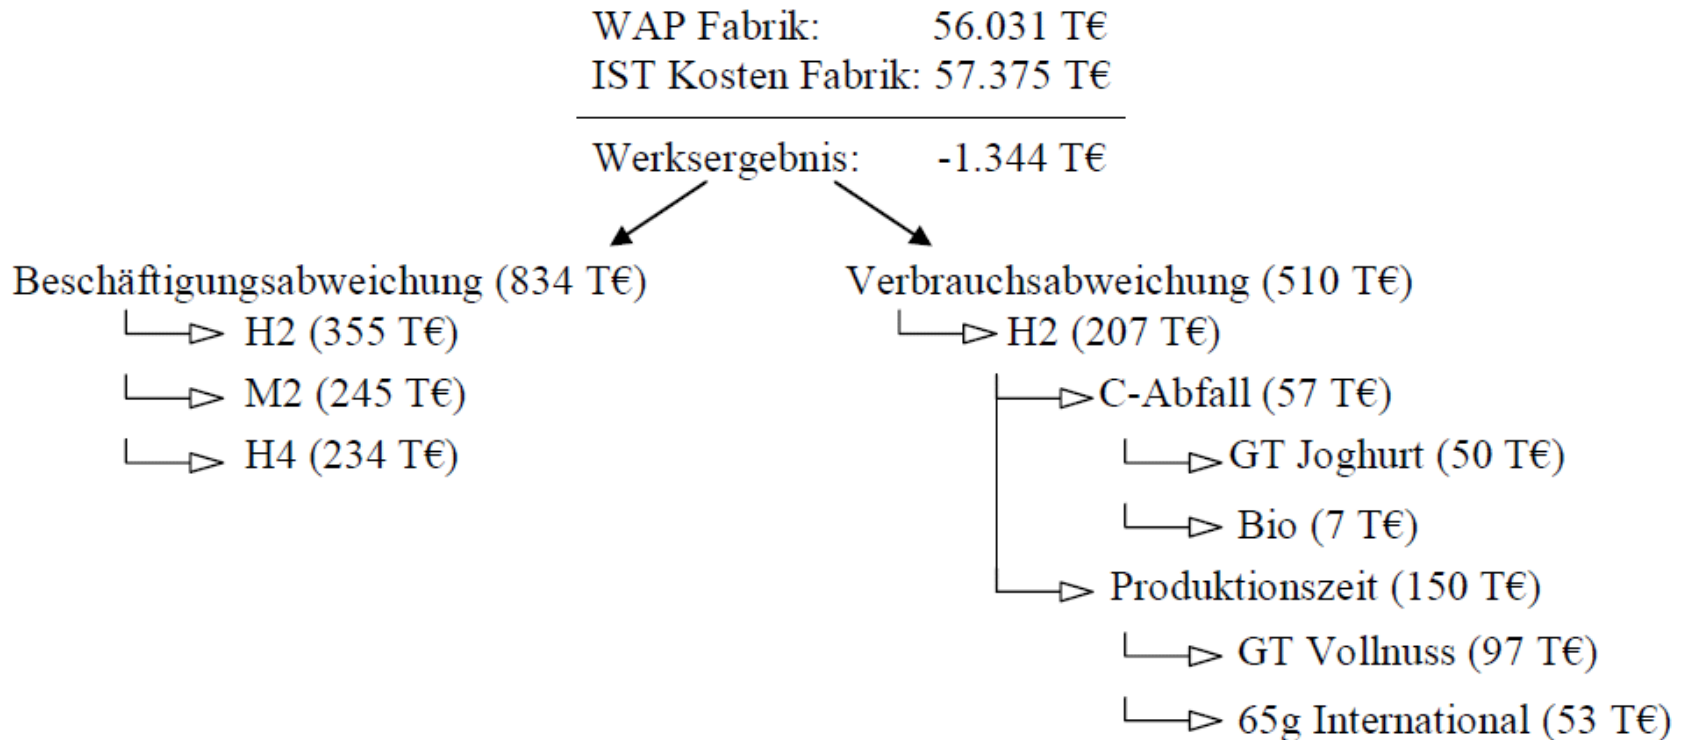 WAP Fabrik: 56.031 T€
IST Kosten Fabrik: 57.375 T€
Werksergebnis: -1.344 T€
Beschäftigungsabweichung (834 T€)
H2 (355 T€)
M2 (245 T€)
H4 (234 T€)
Verbrauchsabweichung (510 T€)
H2 (207 T€)
C-Abfall (57 T€)
GT Joghurt (50 T€)
Bio (7 T€)
Produktionszeit (150 T€)
GT Vollnuss (97 T€)
65g International (53 T€)